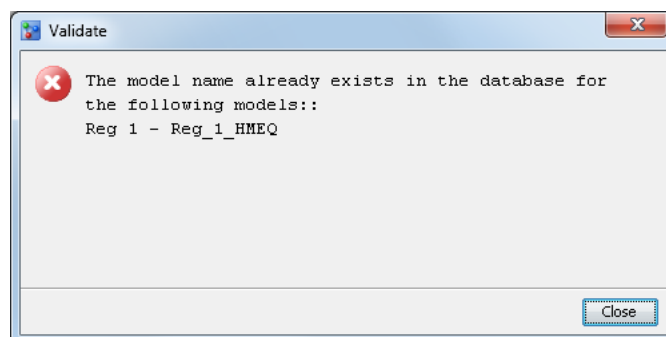 Validate
The model name already exists in the database for
the following models::
Reg 1 - Reg_1_HMEQ
Close